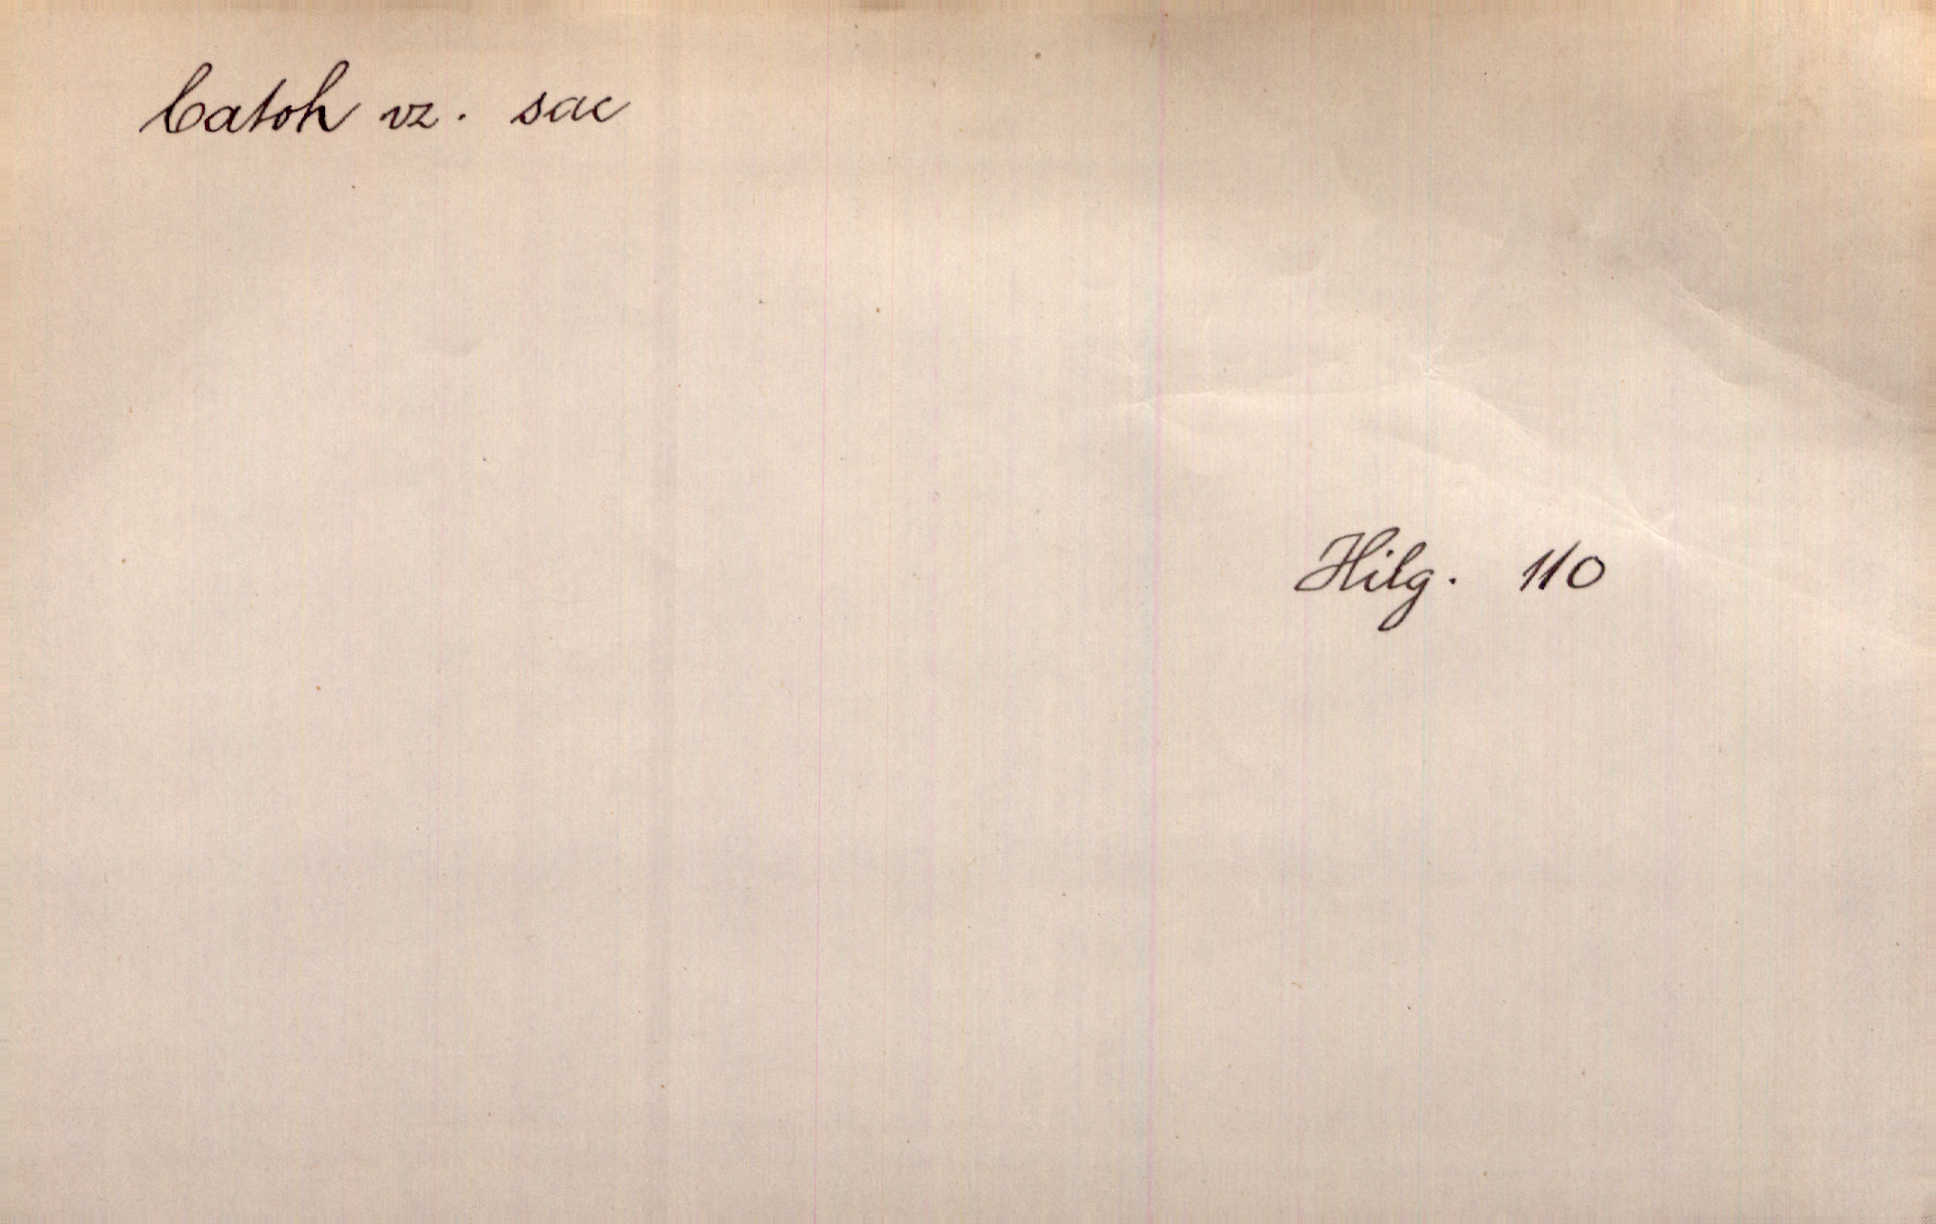 Catoh vz. sac
Hilg. 110